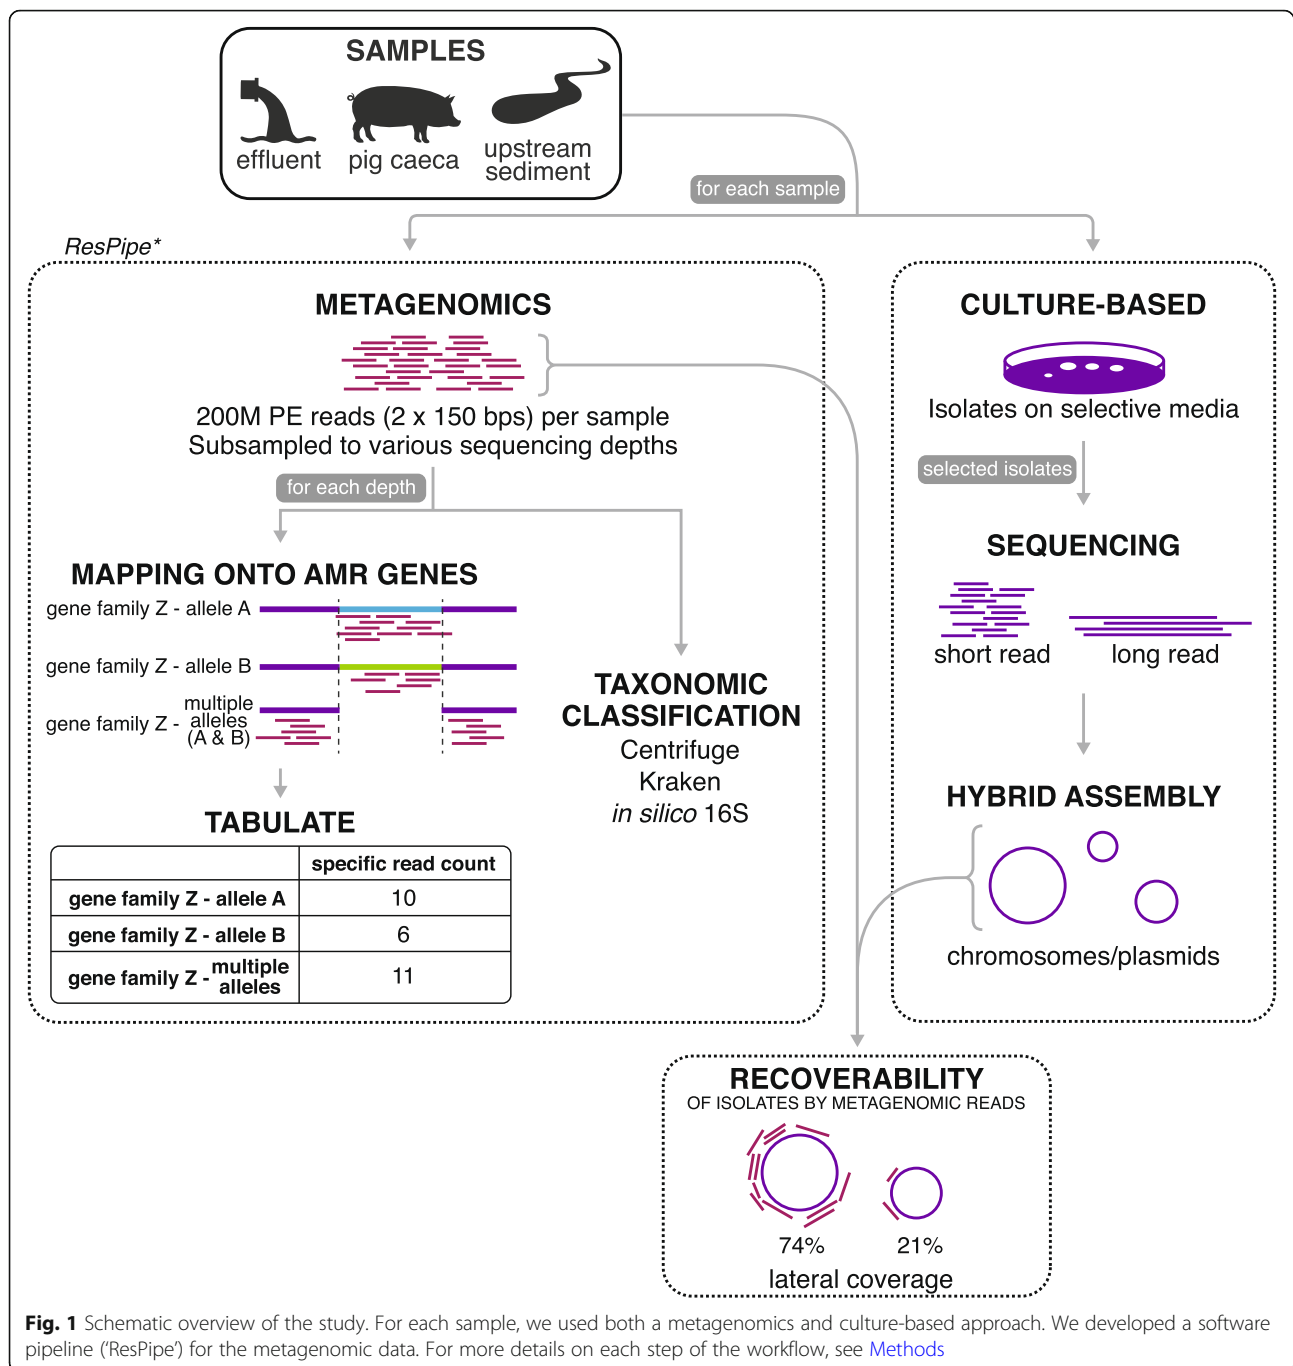 SAMPLES
effluent
pig caeca
upstream
sediment
for each sample
ResPipe*
METAGENOMICS
200M PE reads (2 x 150 bps) per sample
Subsampled to various sequencing depths
for each depth
MAPPING ONTO AMR GENES
gene family Z - allele A
gene family Z - allele B
gene family Z - multiple
alleles
(A & B)
TABULATE
specific read count
gene family Z - allele A 10
gene family Z - allele B 6
gene family Z - multiple
alleles 11
TAXONOMIC
CLASSIFICATION
Centrifuge
Kraken
in silico 16S
CULTURE-BASED
Isolates on selective media
selected isolates
SEQUENCING
short read
long read
HYBRID ASSEMBLY
chromosomes/plasmids
RECOVERABILITY
OF ISOLATES BY METAGENOMIC READS
74% 21%
lateral coverage
Fig. 1 Schematic overview of the study. For each sample, we used both a metagenomics and culture-based approach. We developed a software
pipeline ('ResPipe') for the metagenomic data. For more details on each step of the workflow, see Methods